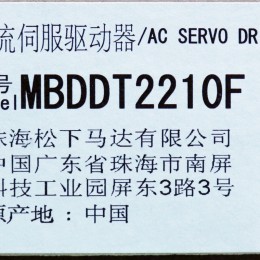 流伺服驱动器/AC SERVO DR
号
el MBDDT2210F
珠海松下马达有限公司
中国广东省珠海市南屏
科技工业园屏东3路3号
原产地：中国